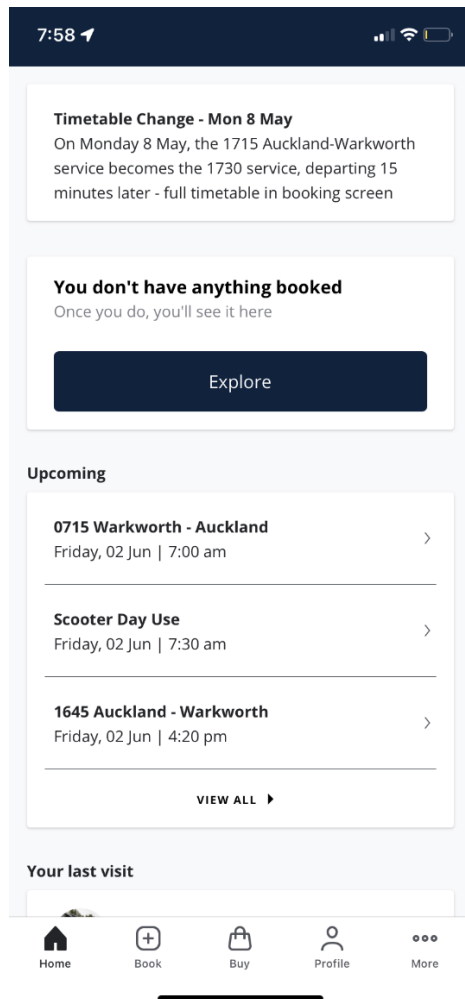 7:58
Timetable Change - Mon 8 May
On Monday 8 May, the 1715 Auckland-Warkworth
service becomes the 1730 service, departing 15
minutes later - full timetable in booking screen
You don't have anything booked
Once you do, you'll see it here
Explore
Upcoming
0715 Warkworth - Auckland
Friday, 02 Jun | 7:00 am
Scooter Day Use
Friday, 02 Jun | 7:30 am
1645 Auckland - Warkworth
Friday, 02 Jun | 4:20 pm
VIEW ALL
Your last visit
Home
Book
Buy
Profile
More